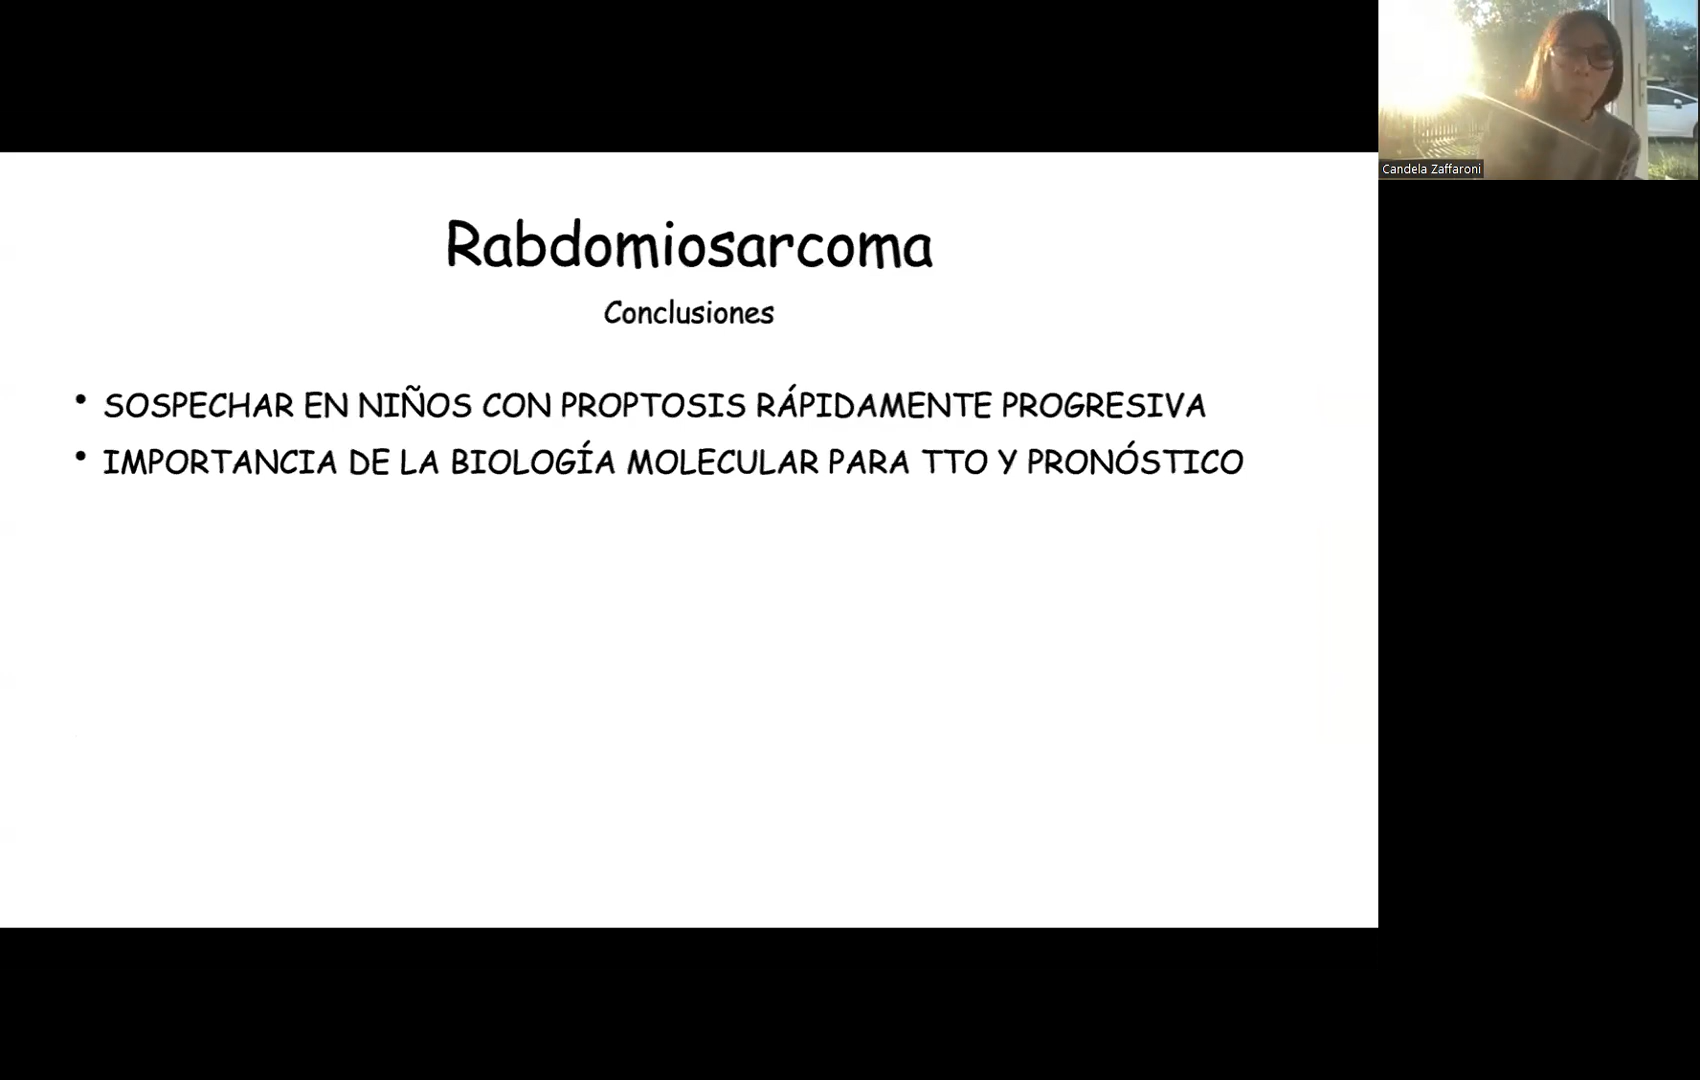 Candela Zaffaroni
Rabdomiosarcoma
Conclusiones
• SOSPECHAR EN NIÑOS CON PROPTOSIS RÁPIDAMENTE PROGRESIVA
• IMPORTANCIA DE LA BIOLOGÍA MOLECULAR PARA TTO Y PRONÓSTICO